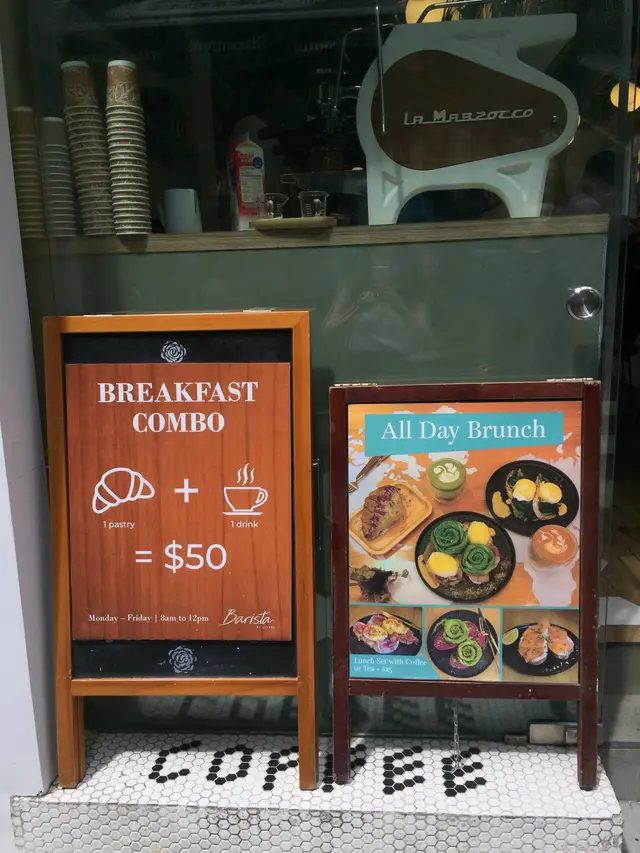 La Marzocco
BREAKFAST
COMBO
+
1 pastry
1 drink
= $50
Monday – Friday | 8am to 12pm
Barista
All Day Brunch
Lunch Set with Coffee
or Tea +
COFFEE